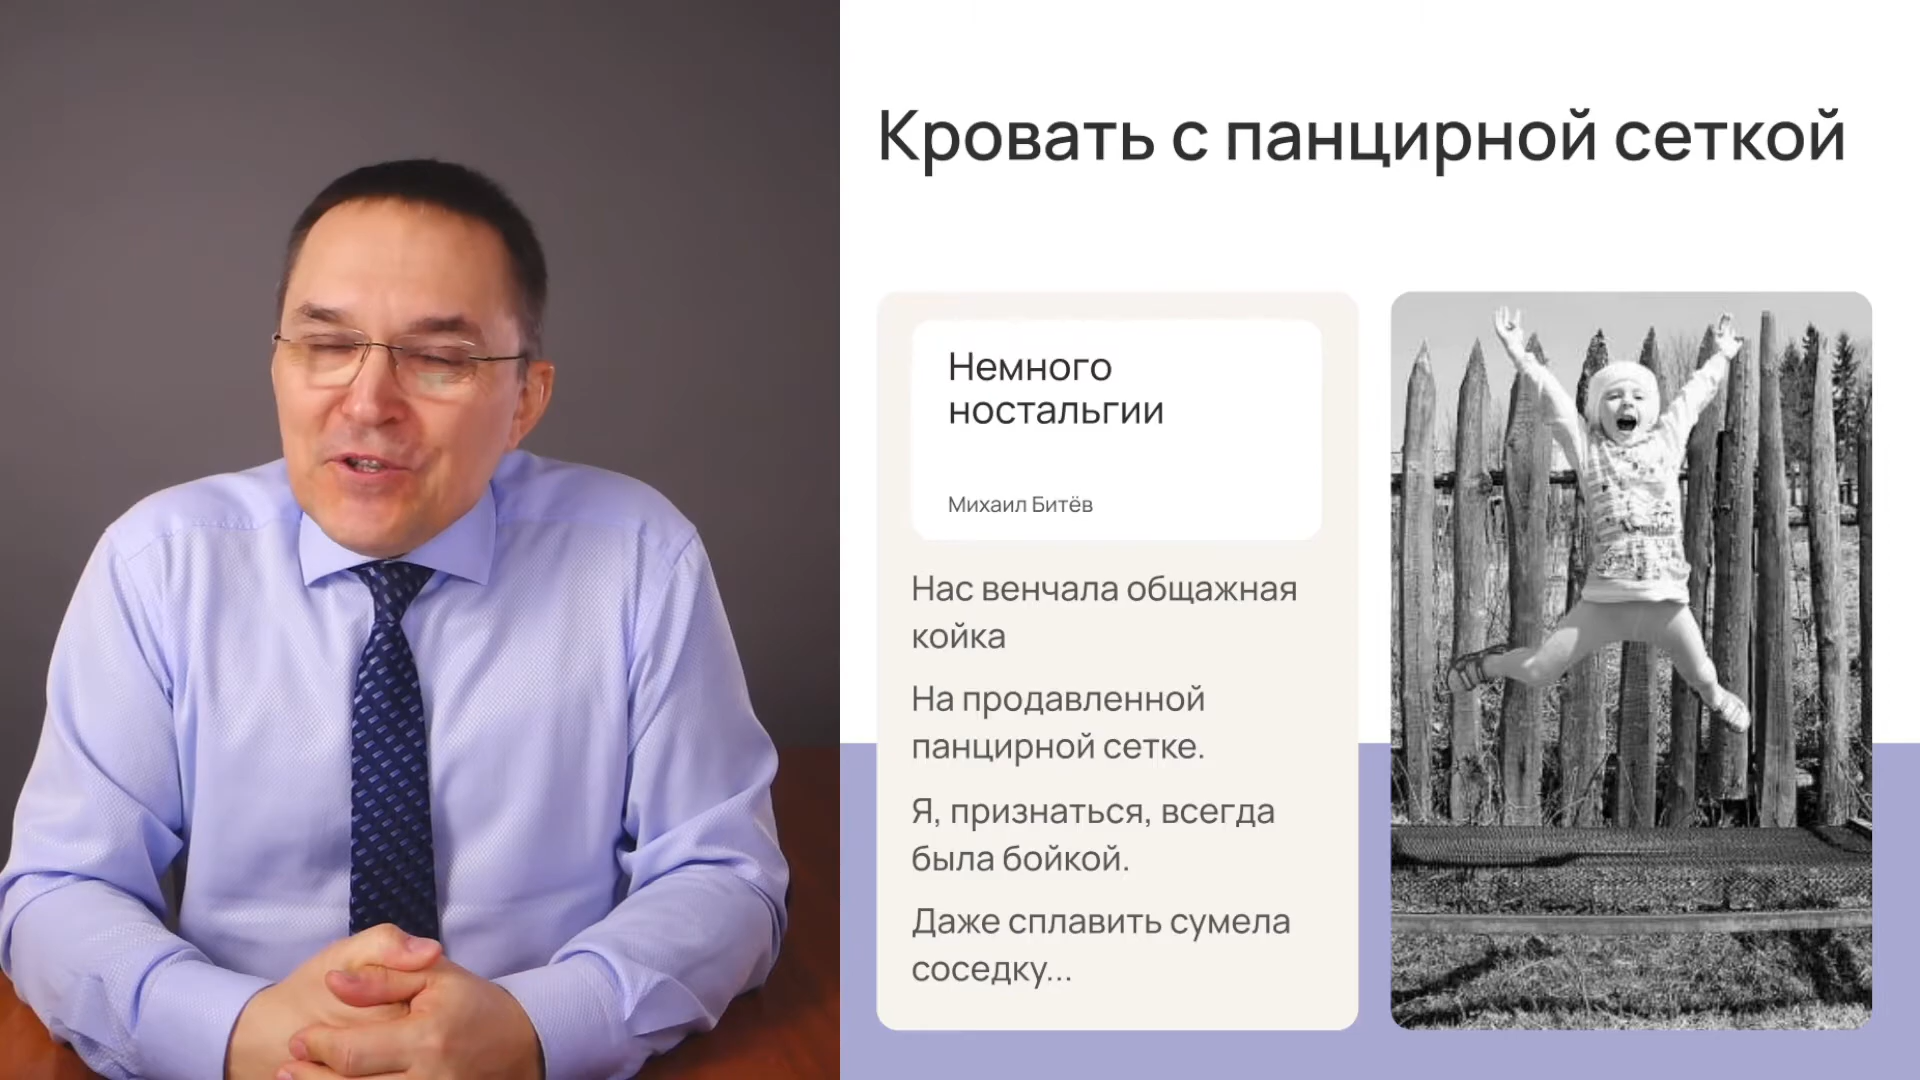 Кровать с панцирной сеткой
Немного
ностальгии
Михаил Битёв
Нас венчала общажная
койка
На продавленной
панцирной сетке.
Я, признаться, всегда
была бойкой.
Даже сплавить сумела
соседку...